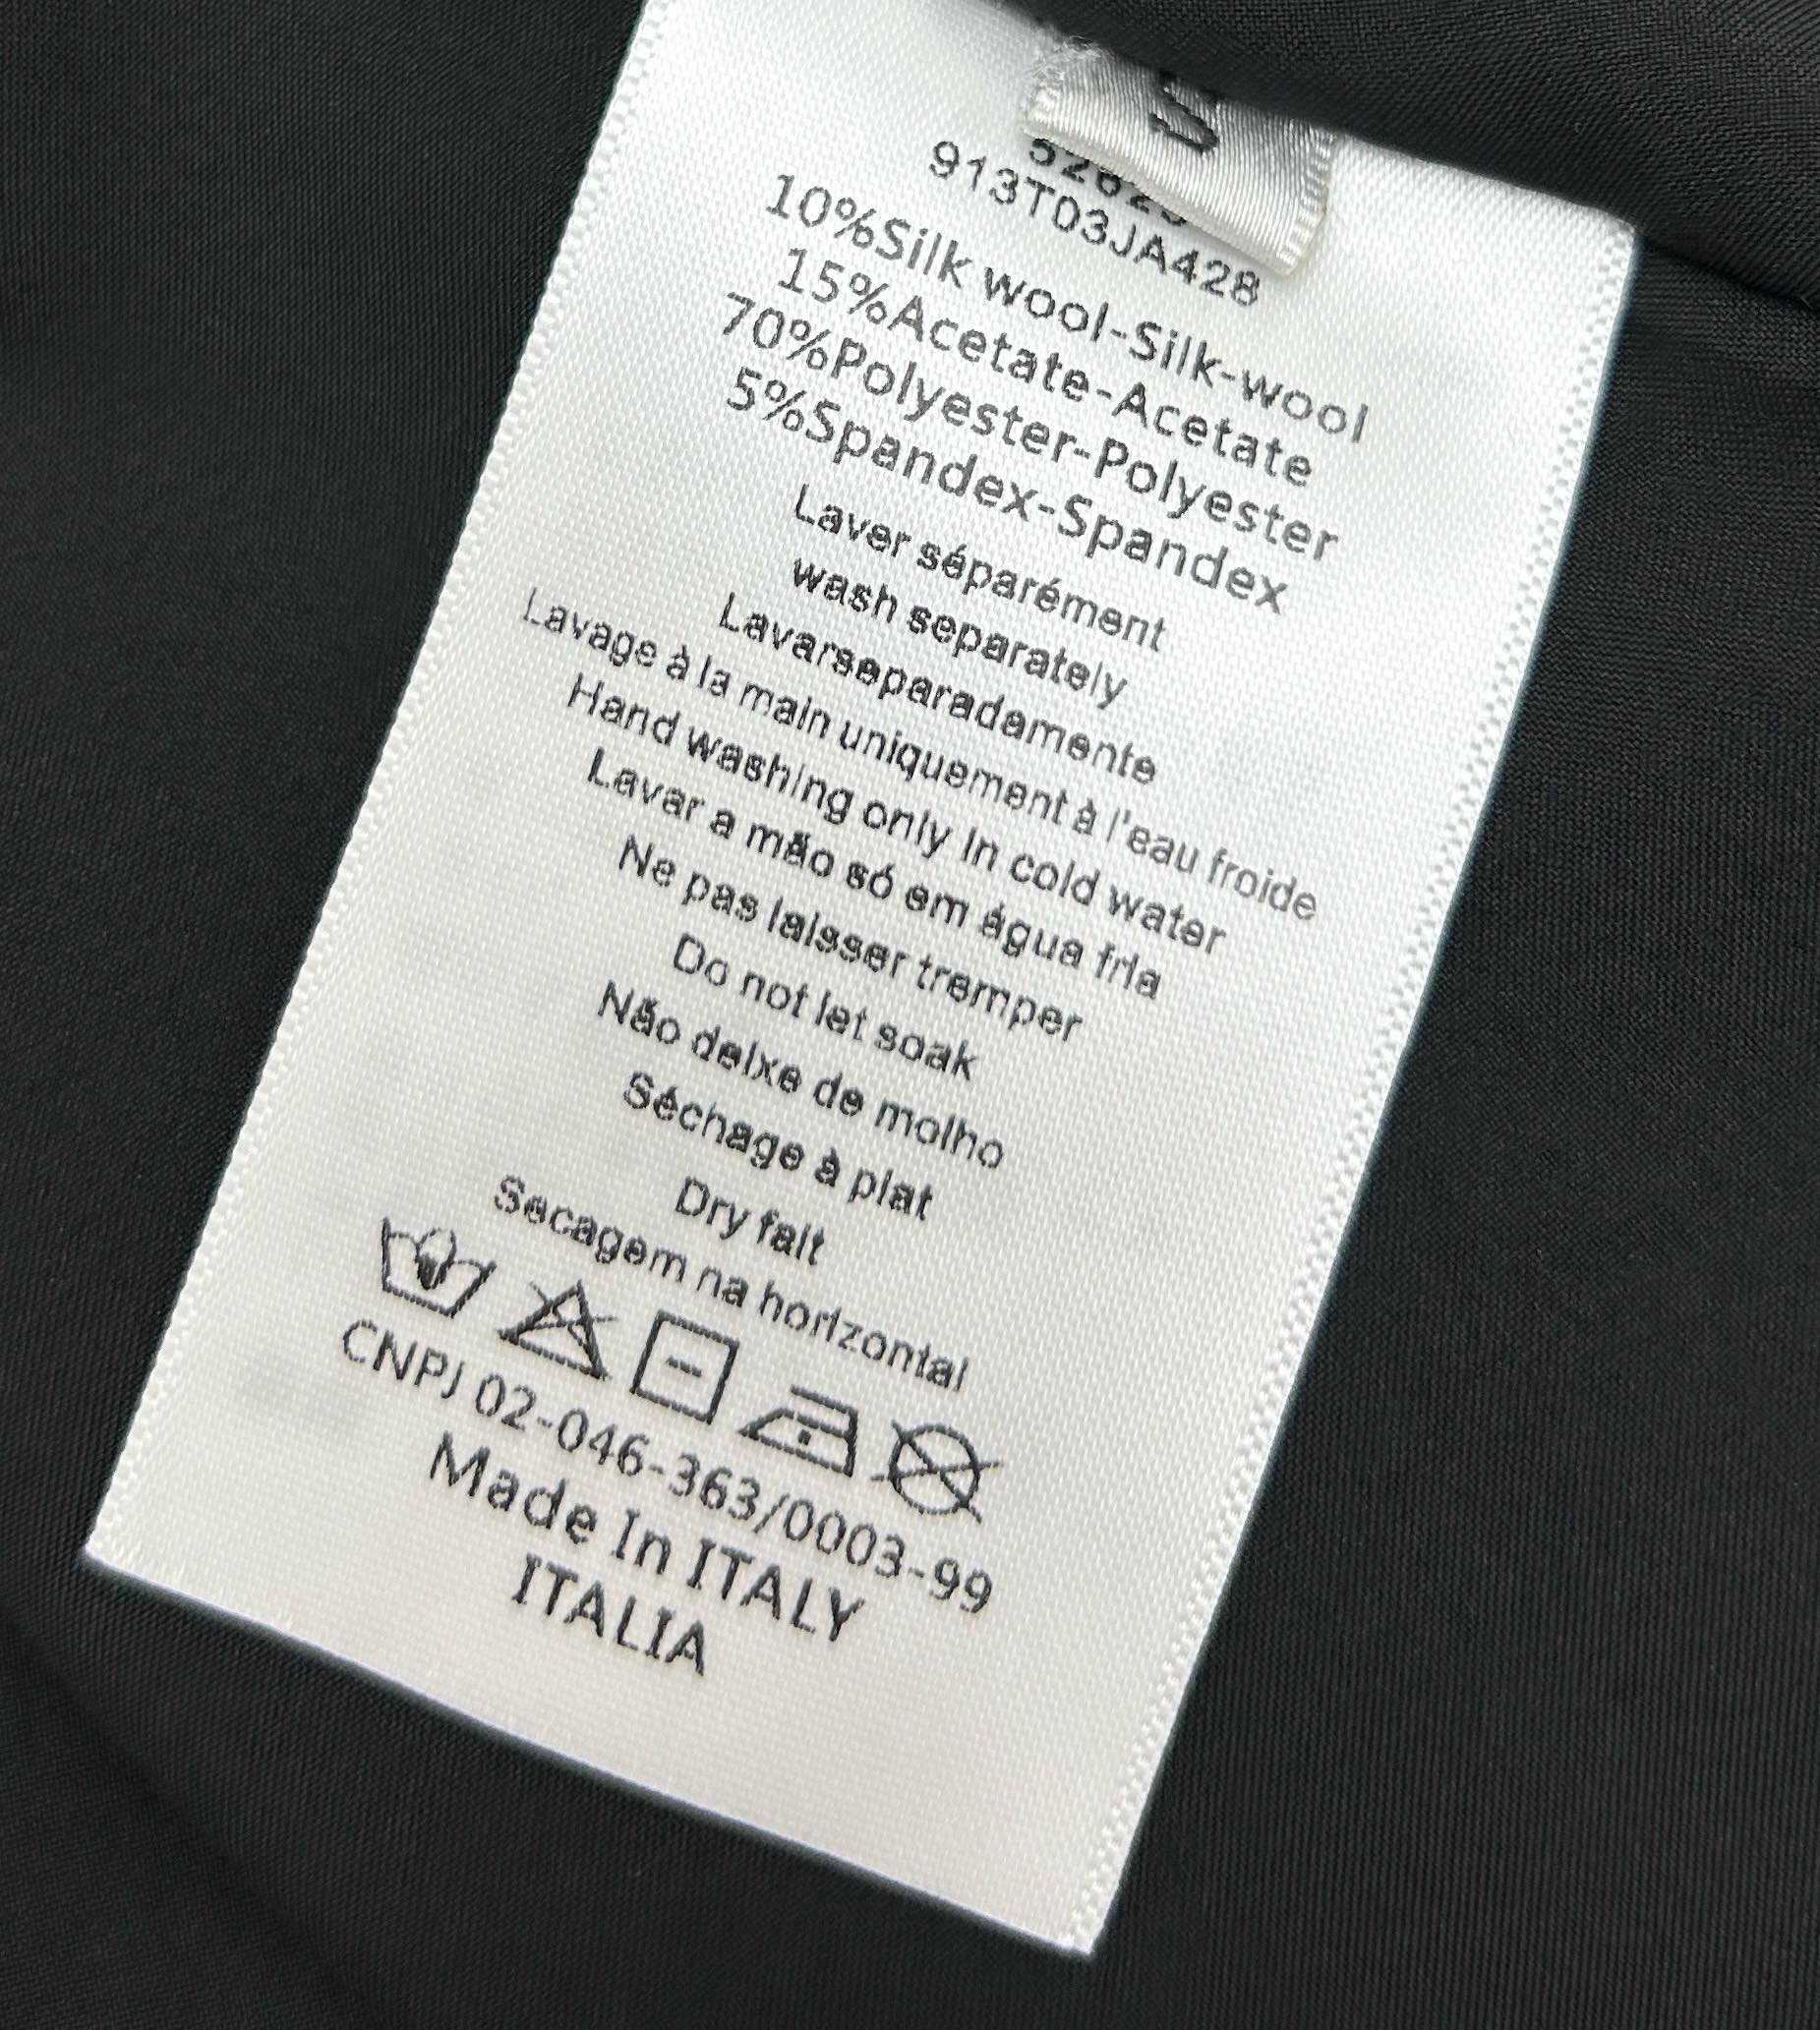 S
913T03JA428
10%Silk wool-Silk-wool
15%Acetate-Acetate
70%Polyester-Polyester
5%Spandex-Spandex
Laver séparément
wash separately
Lavarseparadamente
Lavage à la main uniquement à l'eau froide
Hand washing only in cold water
Lavar a mão só em água fria
Ne pas laisser tremper
Do not let soak
Não deixe de molho
Séchage à plat
Dry falt
Secagem na horizontal
CNPJ 02-046-363/0003-99
Made In ITALY
ITALIA